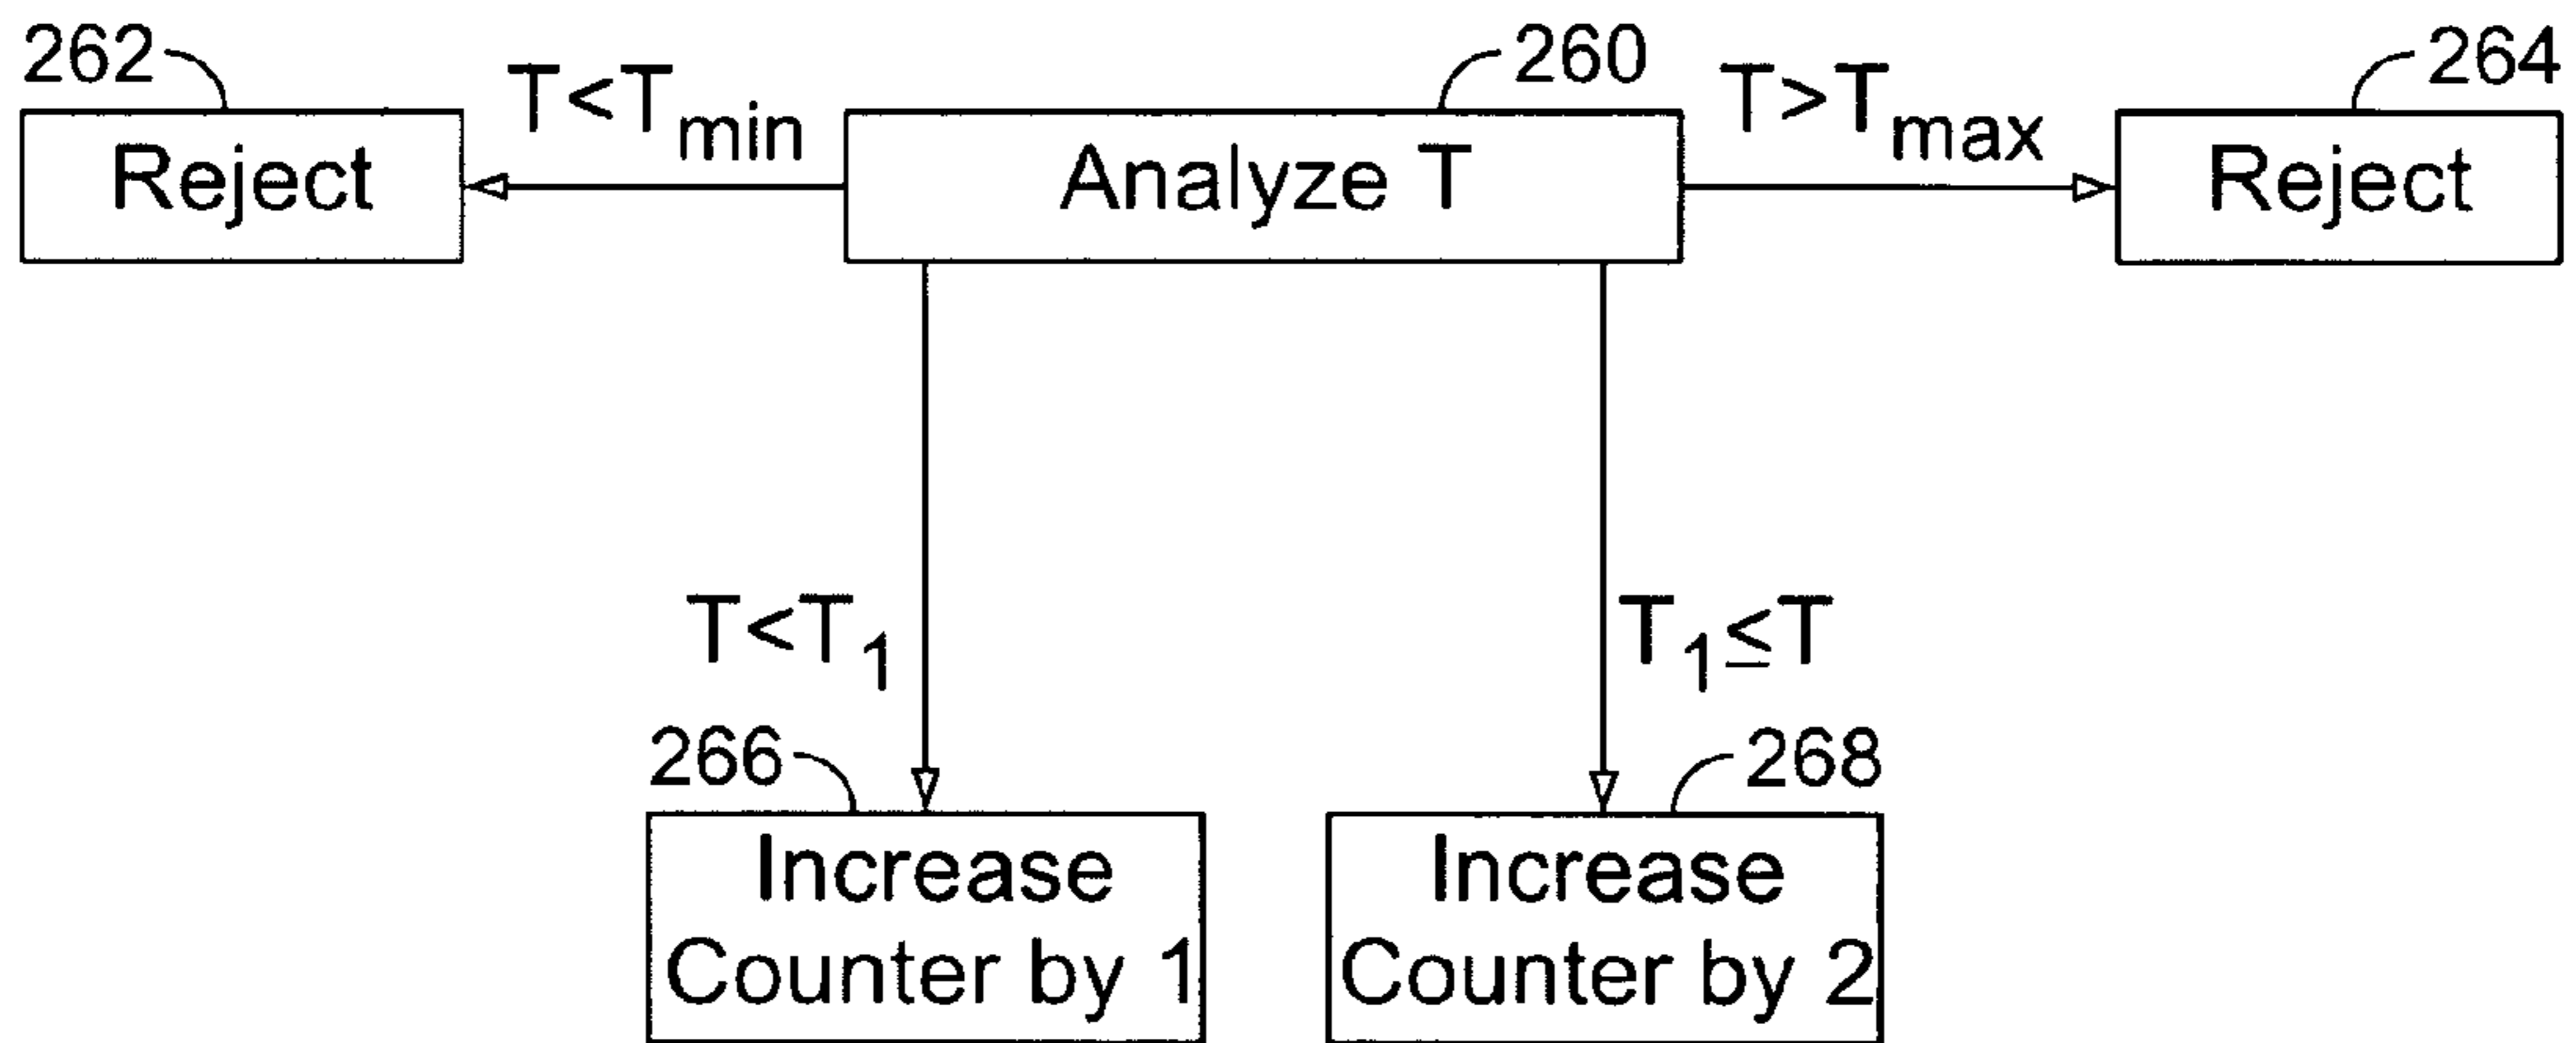 262
T<Tmin
260
T>Tmax
264
Reject
Analyze T
Reject
T<T1
T1≤T
266
268
Increase
Counter by 1
Increase
Counter by 2